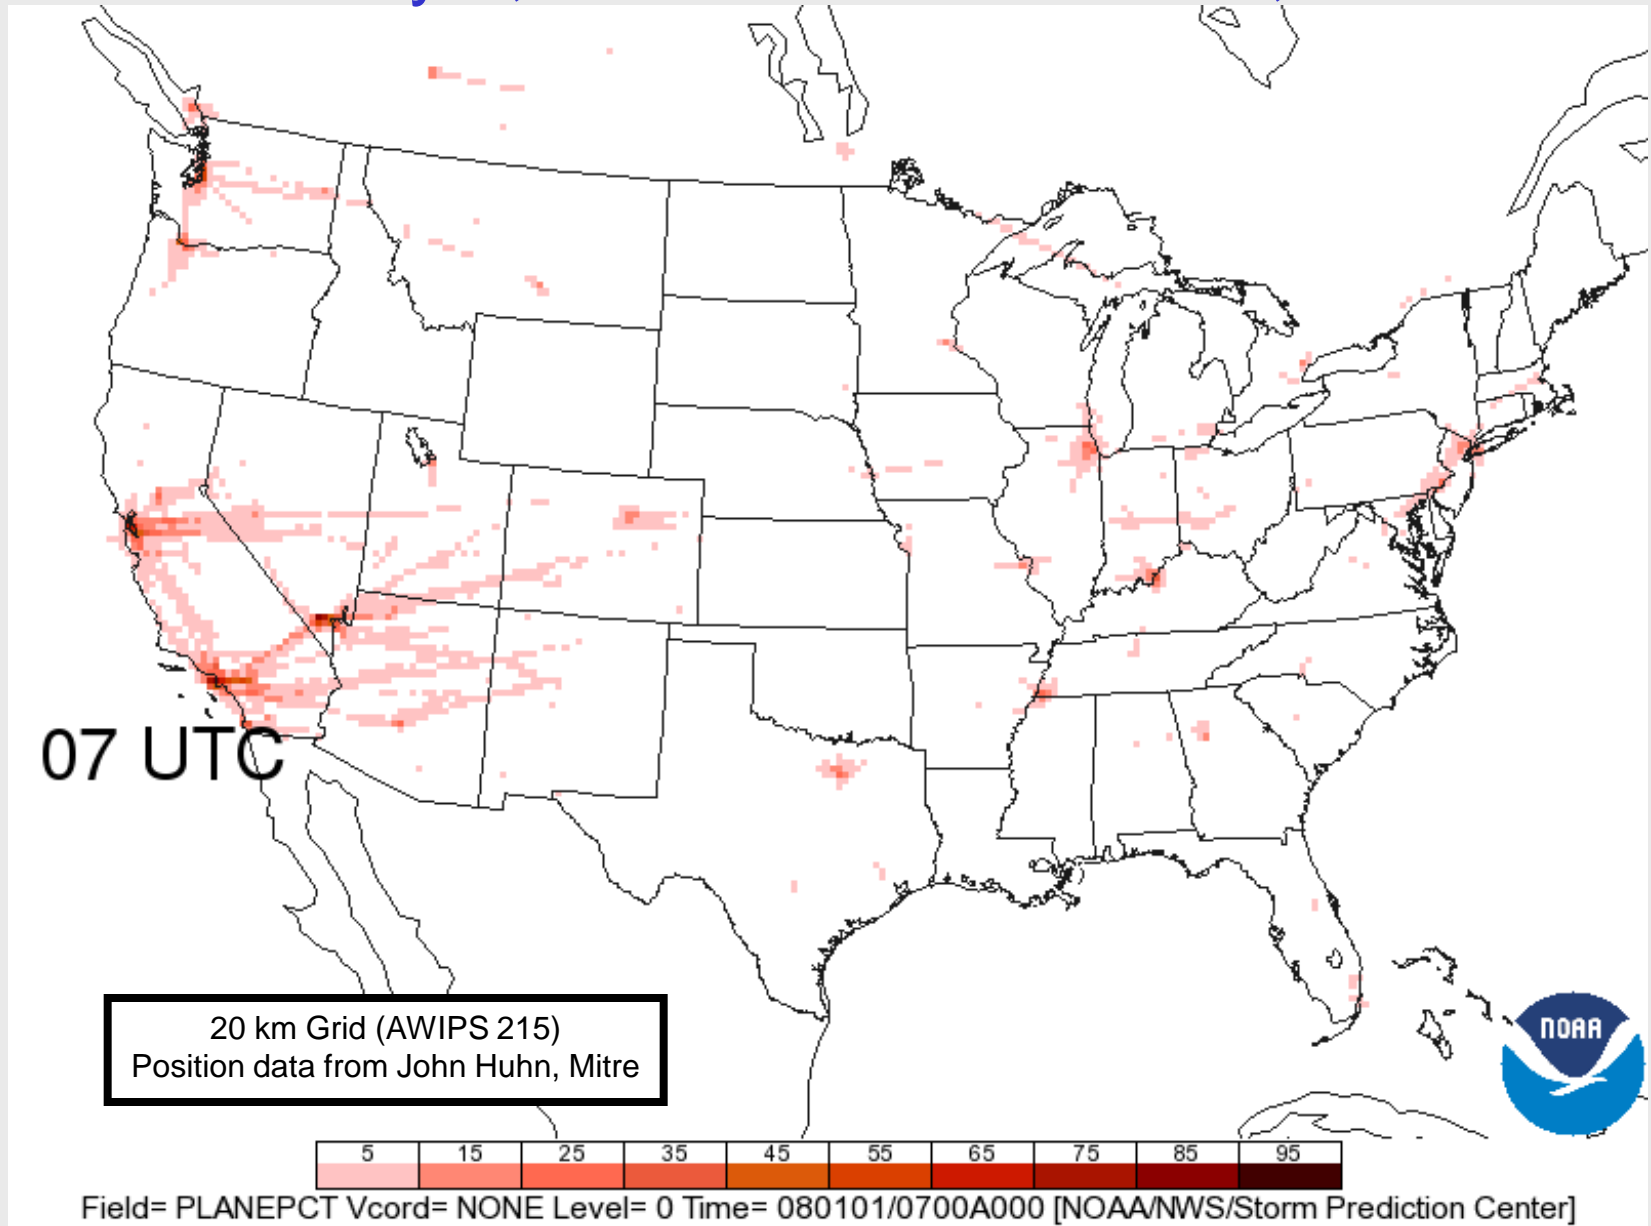 07 UTC
20 km Grid (AWIPS 215)
Position data from John Huhn, Mitre
NOAA
5 15 25 35 45 55 65 75 85 95
Field= PLANEPCT Vcord= NONE Level= 0 Time= 080101/0700A000 [NOAA/NWS/Storm Prediction Center]